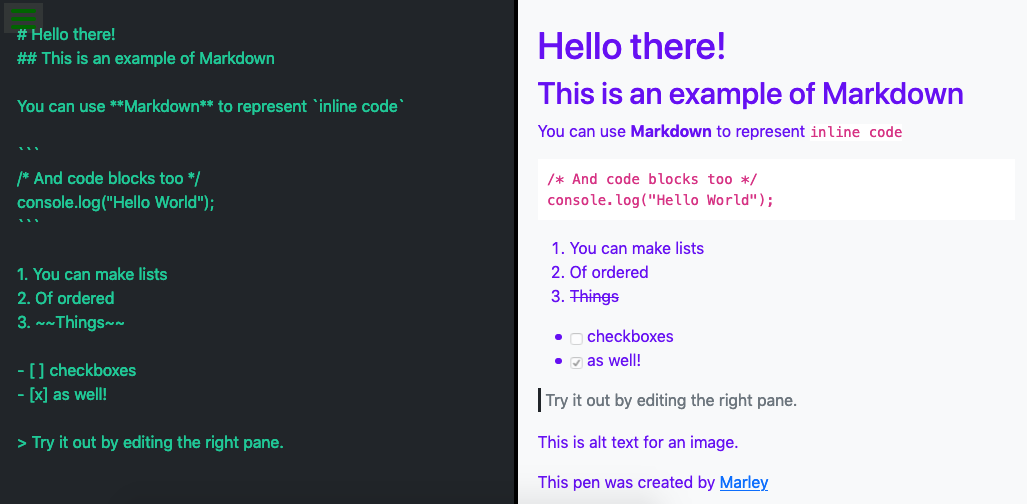 # Hello there!
## This is an example of Markdown
You can use **Markdown** to represent `inline code`
```
/* And code blocks too */
console.log("Hello World");
```
1. You can make lists
2. Of ordered
3. ~~Things~~
- [ ] checkboxes
- [x] as well!
> Try it out by editing the right pane.
Hello there!
This is an example of Markdown
You can use Markdown to represent inline code
/* And code blocks too */
console.log("Hello World");
1. You can make lists
2. Of ordered
3. Things
checkboxes
as well!
Try it out by editing the right pane.
This is alt text for an image.
This pen was created by Marley